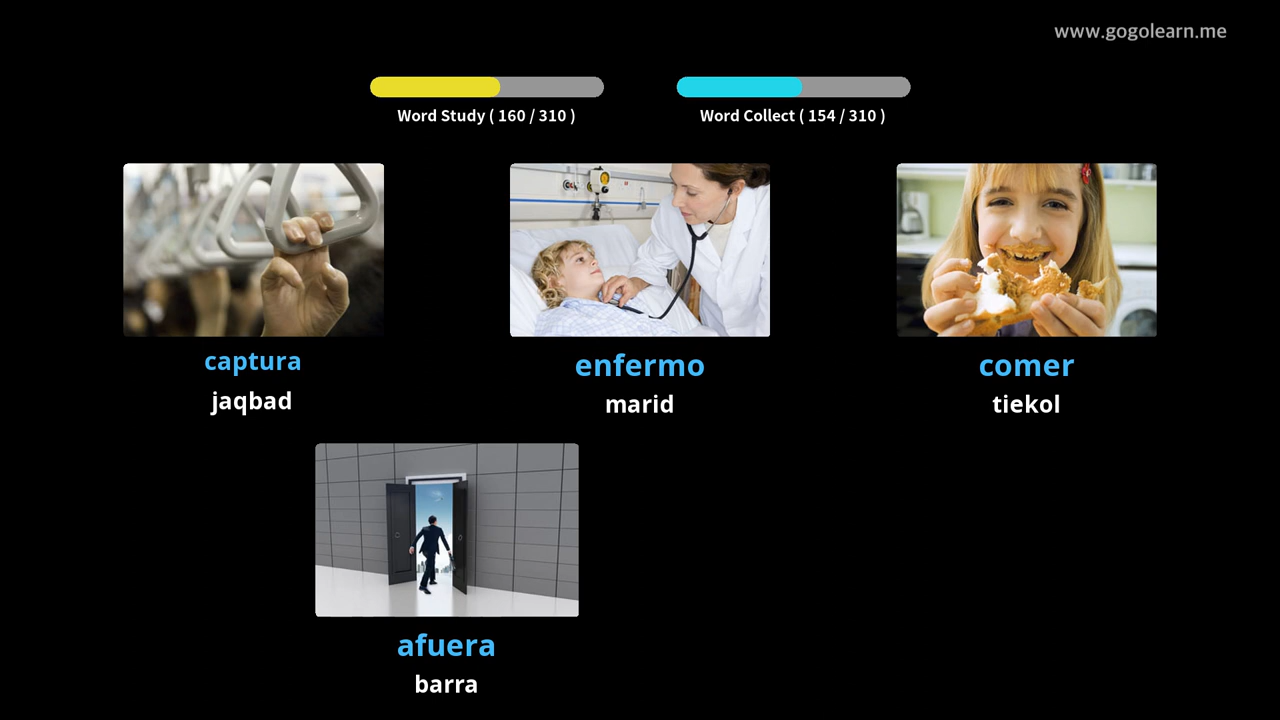 www.gogolearn.me
Word Study ( 160 / 310 )
Word Collect ( 154 / 310 )
captura
jaqbad
enfermo
marid
comer
tiekol
afuera
barra